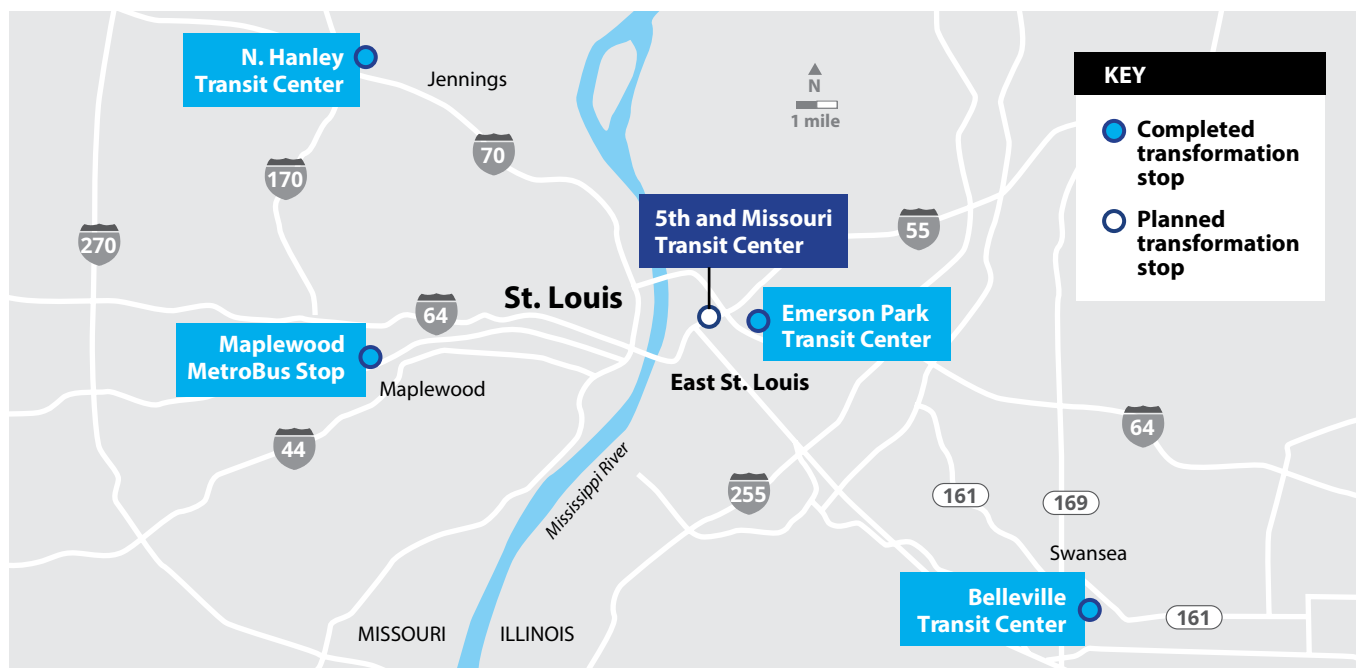 N. Hanley
Transit Center
Jennings
N
1 mile
KEY
Completed
transformation
stop
Planned
transformation
stop
70
170
270
5th and Missouri
Transit Center
55
St. Louis
64
Emerson Park
Transit Center
Maplewood
MetroBus Stop
Maplewood
East St. Louis
44
64
Mississippi River
255
161
169
Swansea
Belleville
Transit Center
161
MISSOURI
ILLINOIS